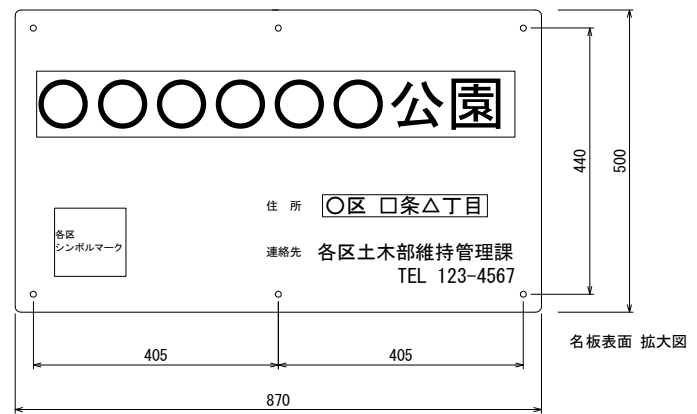 〇〇〇〇〇〇公園
住 所 〇区 □条△丁目
各区
シンボルマーク
連絡先 各区土木部維持管理課
TEL 123-4567
440
500
名板表面 拡大図
405
405
870